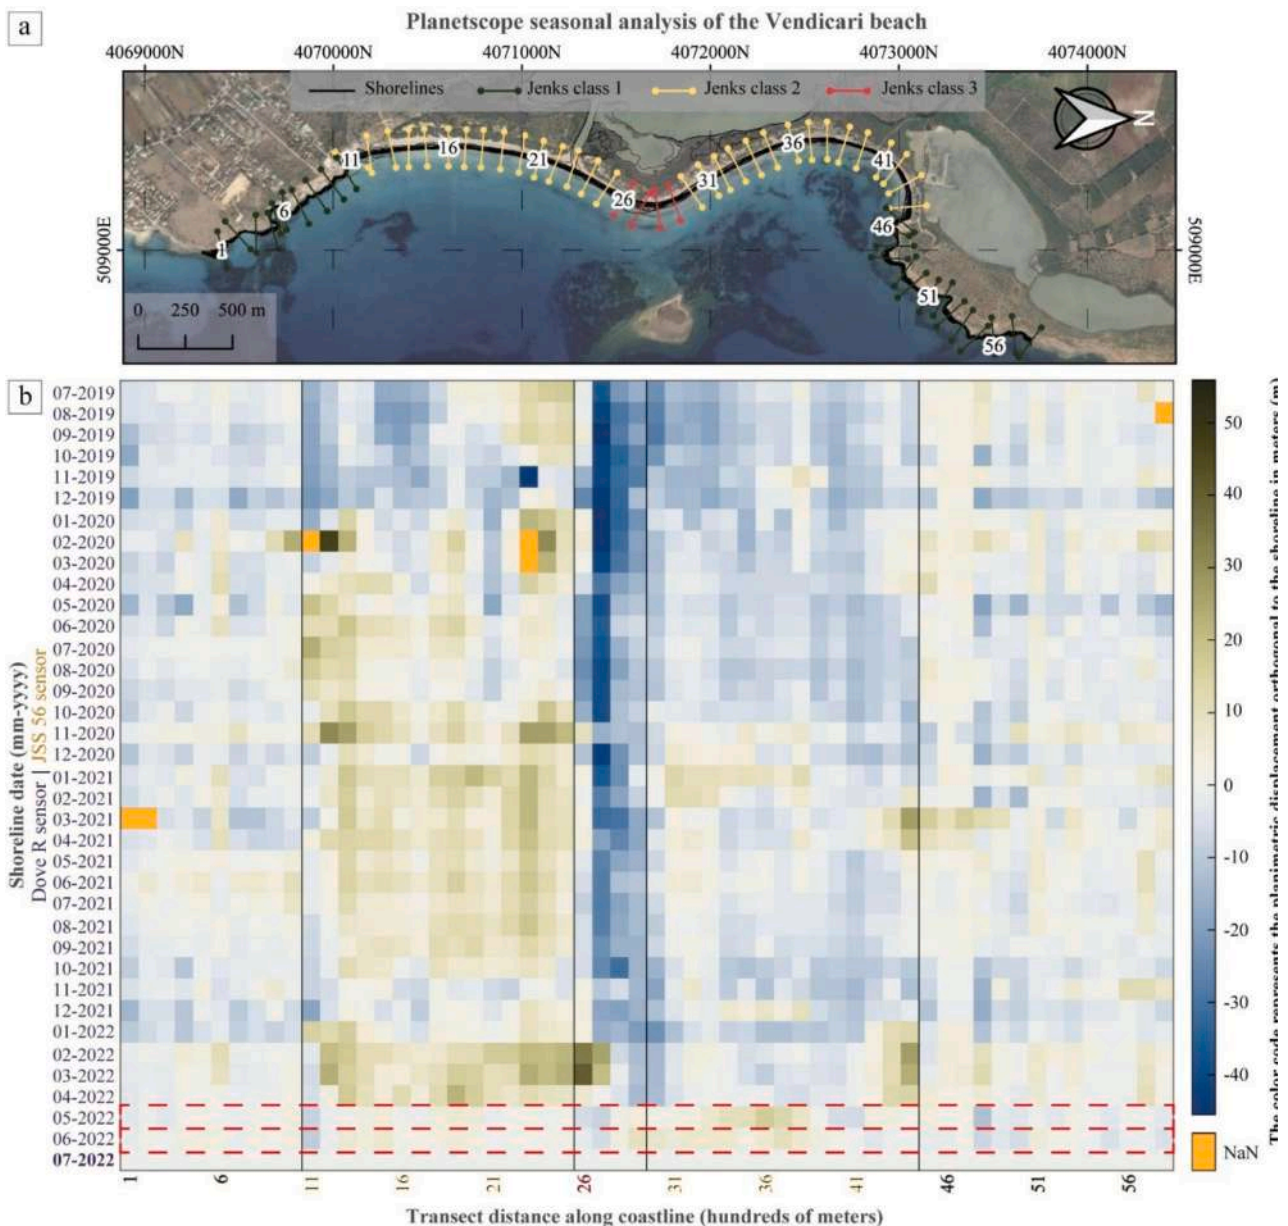 a
Planetscope seasonal analysis of the Vendicari beach
4069000N 4070000N 4071000N 4072000N 4073000N 4074000N
Shorelines Jenks class 1 Jenks class 2 Jenks class 3
N
509000E
509000E
1 6 11 16 21 26 31 36 41 46 51 56
0 250 500 m
b
Shoreline date (mm-yyyy)
Dove R sensor | JSS 56 sensor
07-2019
08-2019
09-2019
10-2019
11-2019
12-2019
01-2020
02-2020
03-2020
04-2020
05-2020
06-2020
07-2020
08-2020
09-2020
10-2020
11-2020
12-2020
01-2021
02-2021
03-2021
04-2021
05-2021
06-2021
07-2021
08-2021
09-2021
10-2021
11-2021
12-2021
01-2022
02-2022
03-2022
04-2022
05-2022
06-2022
07-2022
50
40
30
20
10
0
-10
-20
-30
-40
NaN
The color code represents the planimetric displacement orthogonal to the shoreline in meters (m)
1 6 11 16 21 26 31 36 41 46 51 56
Transect distance along coastline (hundreds of meters)